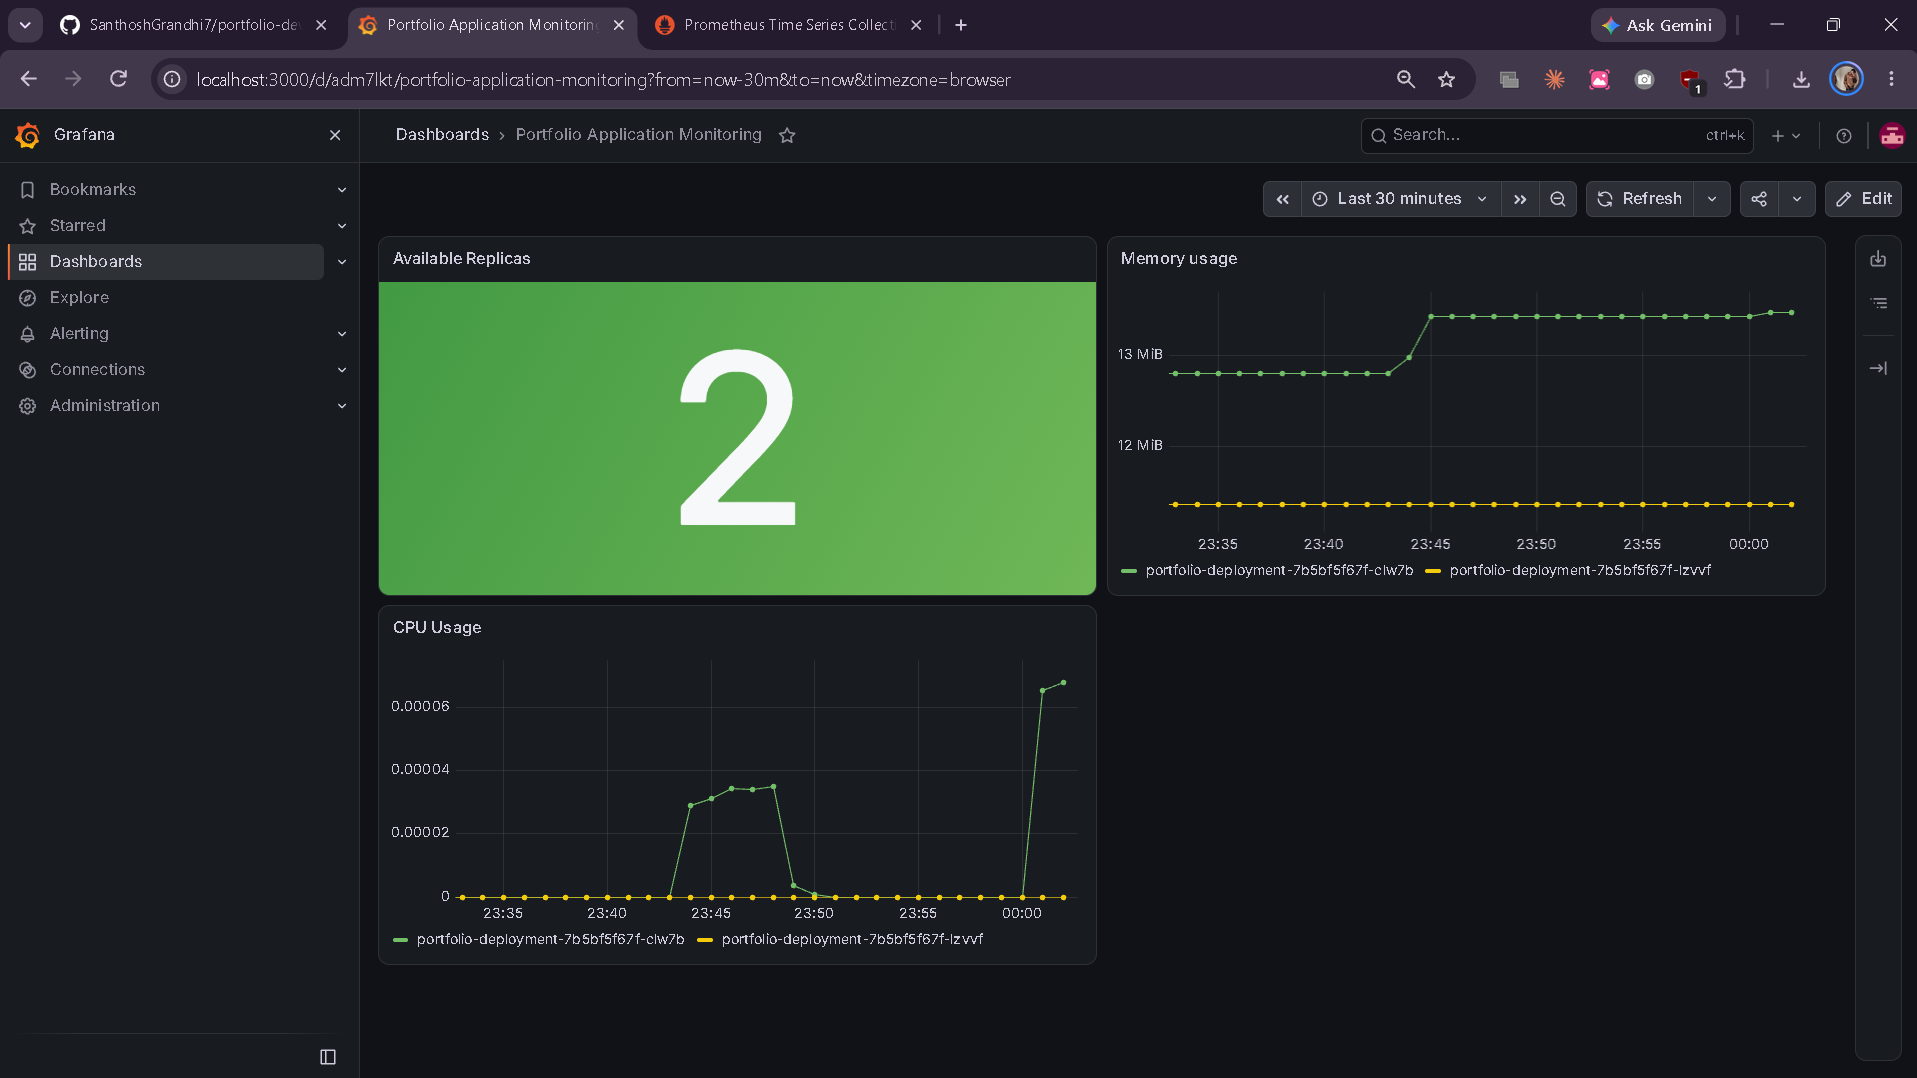 SanthoshGrandhi7/portfolio-de
Portfolio Application Monitorin
Prometheus Time Series Collect
Ask Gemini
localhost:3000/d/adm7lkt/portfolio-application-monitoring?from=now-30m&to=now&timezone=browser
1
Grafana
Dashboards › Portfolio Application Monitoring
Search...
ctrl+k
Bookmarks
Starred
Dashboards
Explore
Alerting
Connections
Administration
Last 30 minutes
Refresh
Edit
Available Replicas
2
Memory usage
13 MiB
12 MiB
23:35 23:40 23:45 23:50 23:55 00:00
portfolio-deployment-7b5bf5f67f-clw7b portfolio-deployment-7b5bf5f67f-lzvvf
CPU Usage
0.00006
0.00004
0.00002
0
23:35 23:40 23:45 23:50 23:55 00:00
portfolio-deployment-7b5bf5f67f-clw7b portfolio-deployment-7b5bf5f67f-lzvvf